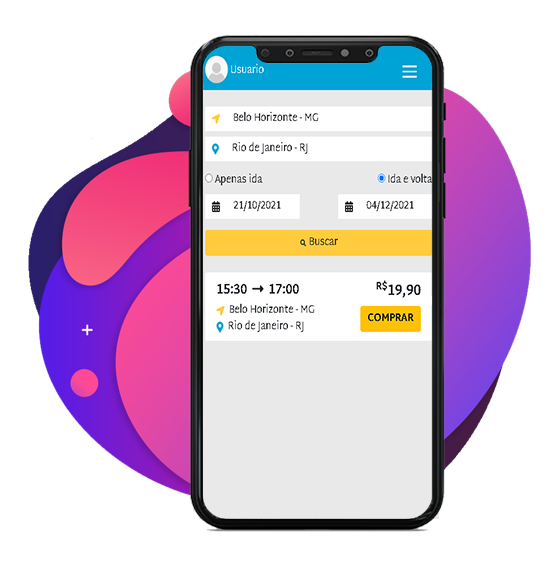 Usuario
Belo Horizonte - MG
Rio de Janeiro - RJ
Apenas ida Ida e volta
21/10/2021 04/12/2021
Buscar
15:30 → 17:00 R$19,90
Belo Horizonte - MG
Rio de Janeiro - RJ
COMPRAR